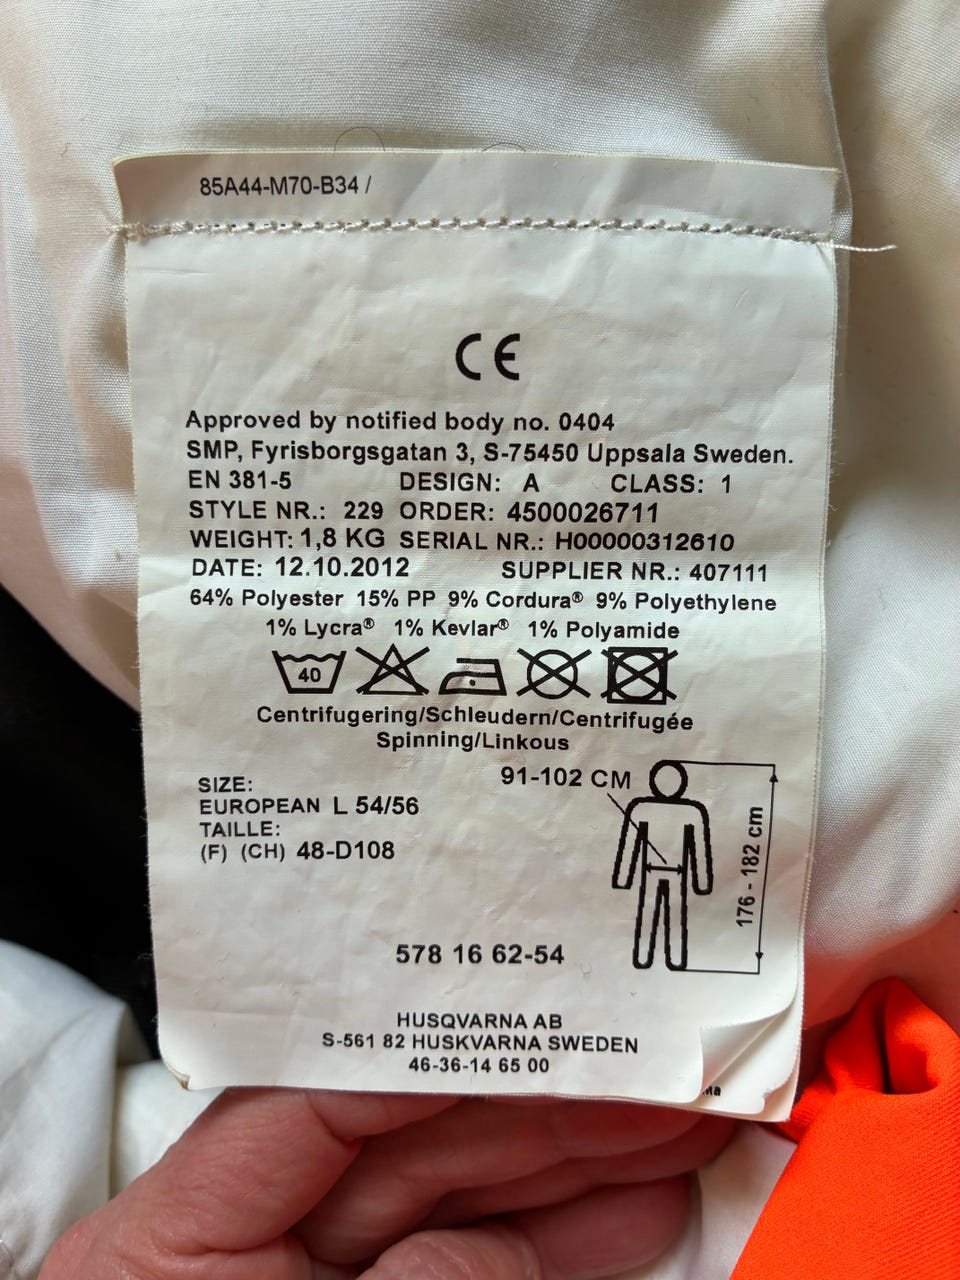 85A44-M70-B34 /
CE
Approved by notified body no. 0404
SMP, Fyrisborgsgatan 3, S-75450 Uppsala Sweden.
EN 381-5 DESIGN: A CLASS: 1
STYLE NR.: 229 ORDER: 4500026711
WEIGHT: 1,8 KG SERIAL NR.: H00000312610
DATE: 12.10.2012 SUPPLIER NR.: 407111
64% Polyester 15% PP 9% Cordura® 9% Polyethylene
1% Lycra® 1% Kevlar® 1% Polyamide
40
Centrifugering/Schleudern/Centrifugée
Spinning/Linkous
91-102 CM
SIZE:
EUROPEAN L 54/56
TAILLE:
(F) (CH) 48-D108
176 - 182 cm
578 16 62-54
HUSQVARNA AB
S-561 82 HUSKVARNA SWEDEN
46-36-14 65 00